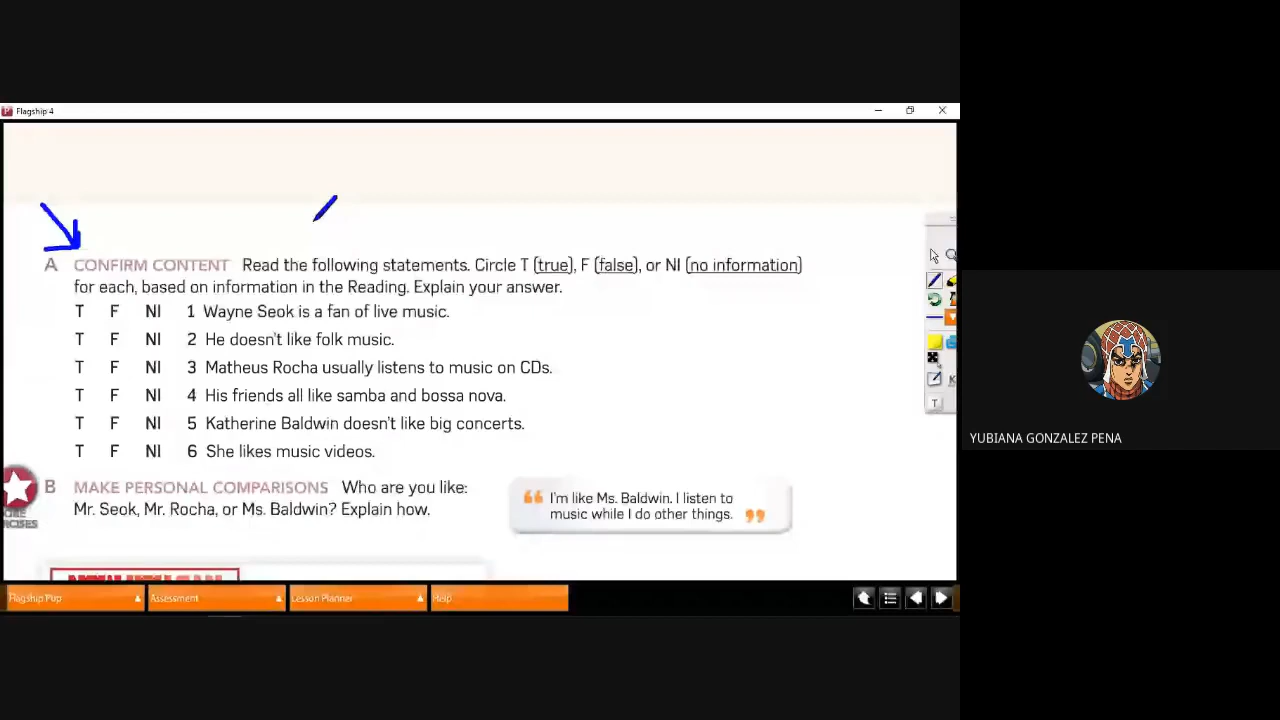 Flagship 4
A CONFIRM CONTENT Read the following statements. Circle T (true), F (false), or NI (no information)
for each, based on information in the Reading. Explain your answer.
T F NI 1 Wayne Seok is a fan of live music.
T F NI 2 He doesn't like folk music.
T F NI 3 Matheus Rocha usually listens to music on CDs.
T F NI 4 His friends all like samba and bossa nova.
T F NI 5 Katherine Baldwin doesn't like big concerts.
T F NI 6 She likes music videos.
B MAKE PERSONAL COMPARISONS Who are you like:
Mr. Seok, Mr. Rocha, or Ms. Baldwin? Explain how.
“ I'm like Ms. Baldwin. I listen to
music while I do other things. ”
T
Flagship Pop Assessment Lesson Planner Help
YUBIANA GONZALEZ PENA